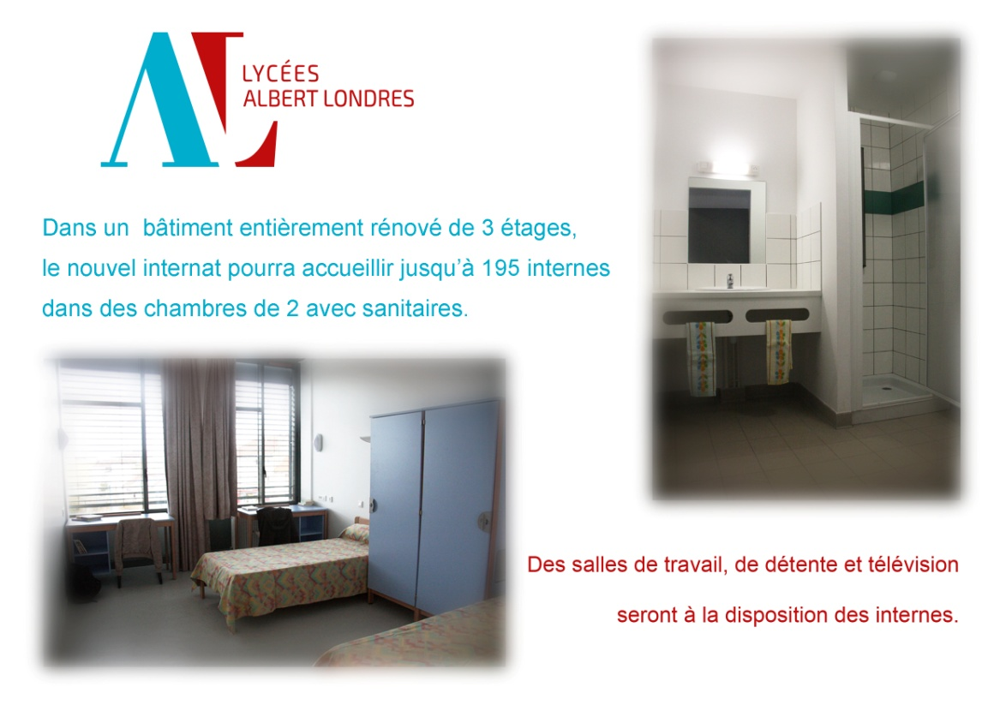 AL
LYCÉES
ALBERT LONDRES
Dans un  bâtiment entièrement rénové de 3 étages,
le nouvel internat pourra accueillir jusqu'à 195 internes
dans des chambres de 2 avec sanitaires.
Des salles de travail, de détente et télévision
seront à la disposition des internes.